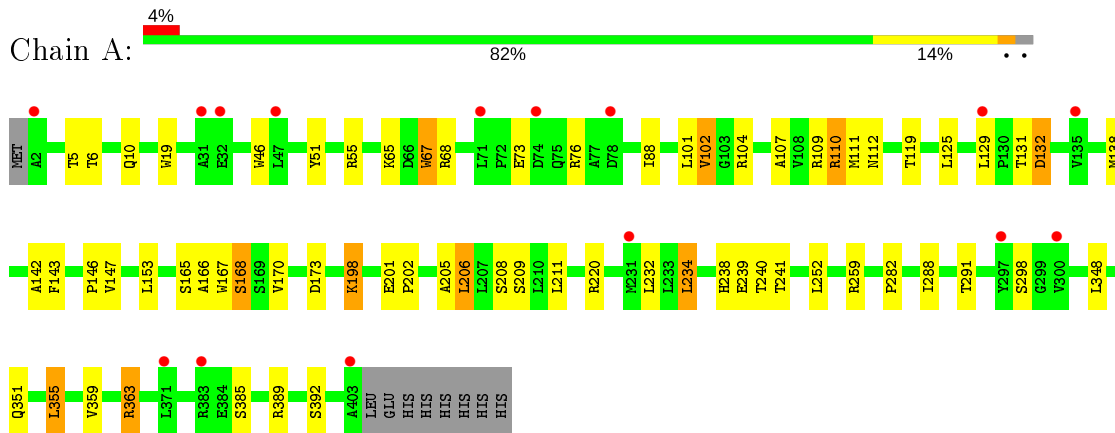 4%
Chain A:
82% 14% • •
MET A2 T5 T6 Q10 W19 A31 E32 W46 L47 Y51 R55 K65 D66 W67 R68 L71 P72 E73 D74 Q75 R76 A77 D78 I88 L101 V102 G103 R104 A107 V108 R109 R110 M111 N112 T119 L125 L129 P130 T131 D132 V135 M138
A142 F143 P146 V147 L153 S165 A166 W167 S168 S169 V170 D173 K198 E201 P202 A205 L206 L207 S208 S209 L210 L211 R220 M231 L232 L233 L234 H238 E239 T240 T241 L252 R259 P282 I288 T291 Y297 S298 G299 V300 L348
Q351 L355 V359 R363 L371 R383 E384 S385 R389 S392 A403 LEU GLU HIS HIS HIS HIS HIS HIS